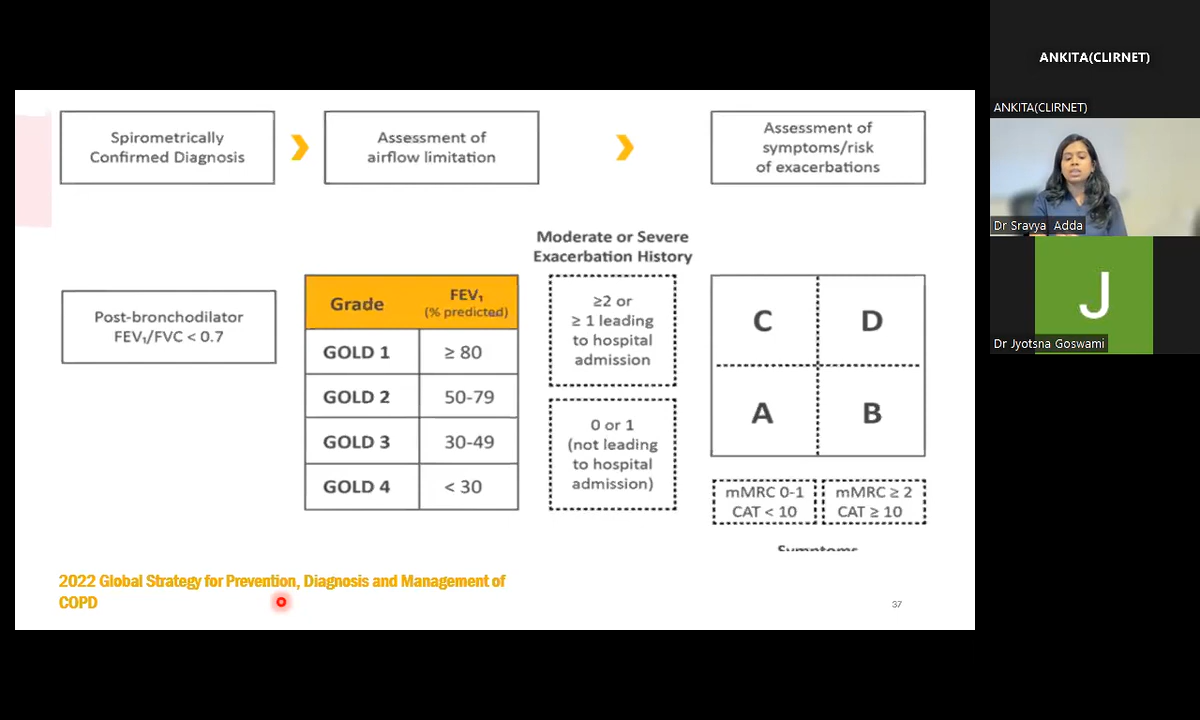 Spirometrically
Confirmed Diagnosis
Assessment of
airflow limitation
Assessment of
symptoms/risk
of exacerbations
Post-bronchodilator
FEV₁/FVC < 0.7
Grade
FEV₁
(% predicted)
GOLD 1
≥ 80
GOLD 2
50-79
GOLD 3
30-49
GOLD 4
< 30
Moderate or Severe
Exacerbation History
≥2 or
≥ 1 leading
to hospital
admission
0 or 1
(not leading
to hospital
admission)
C
D
A
B
mMRC 0-1
CAT < 10
mMRC ≥ 2
CAT ≥ 10
Symptoms
2022 Global Strategy for Prevention, Diagnosis and Management of
COPD
37
ANKITA(CLIRNET)
ANKITA(CLIRNET)
Dr Sravya Adda
J
Dr Jyotsna Goswami